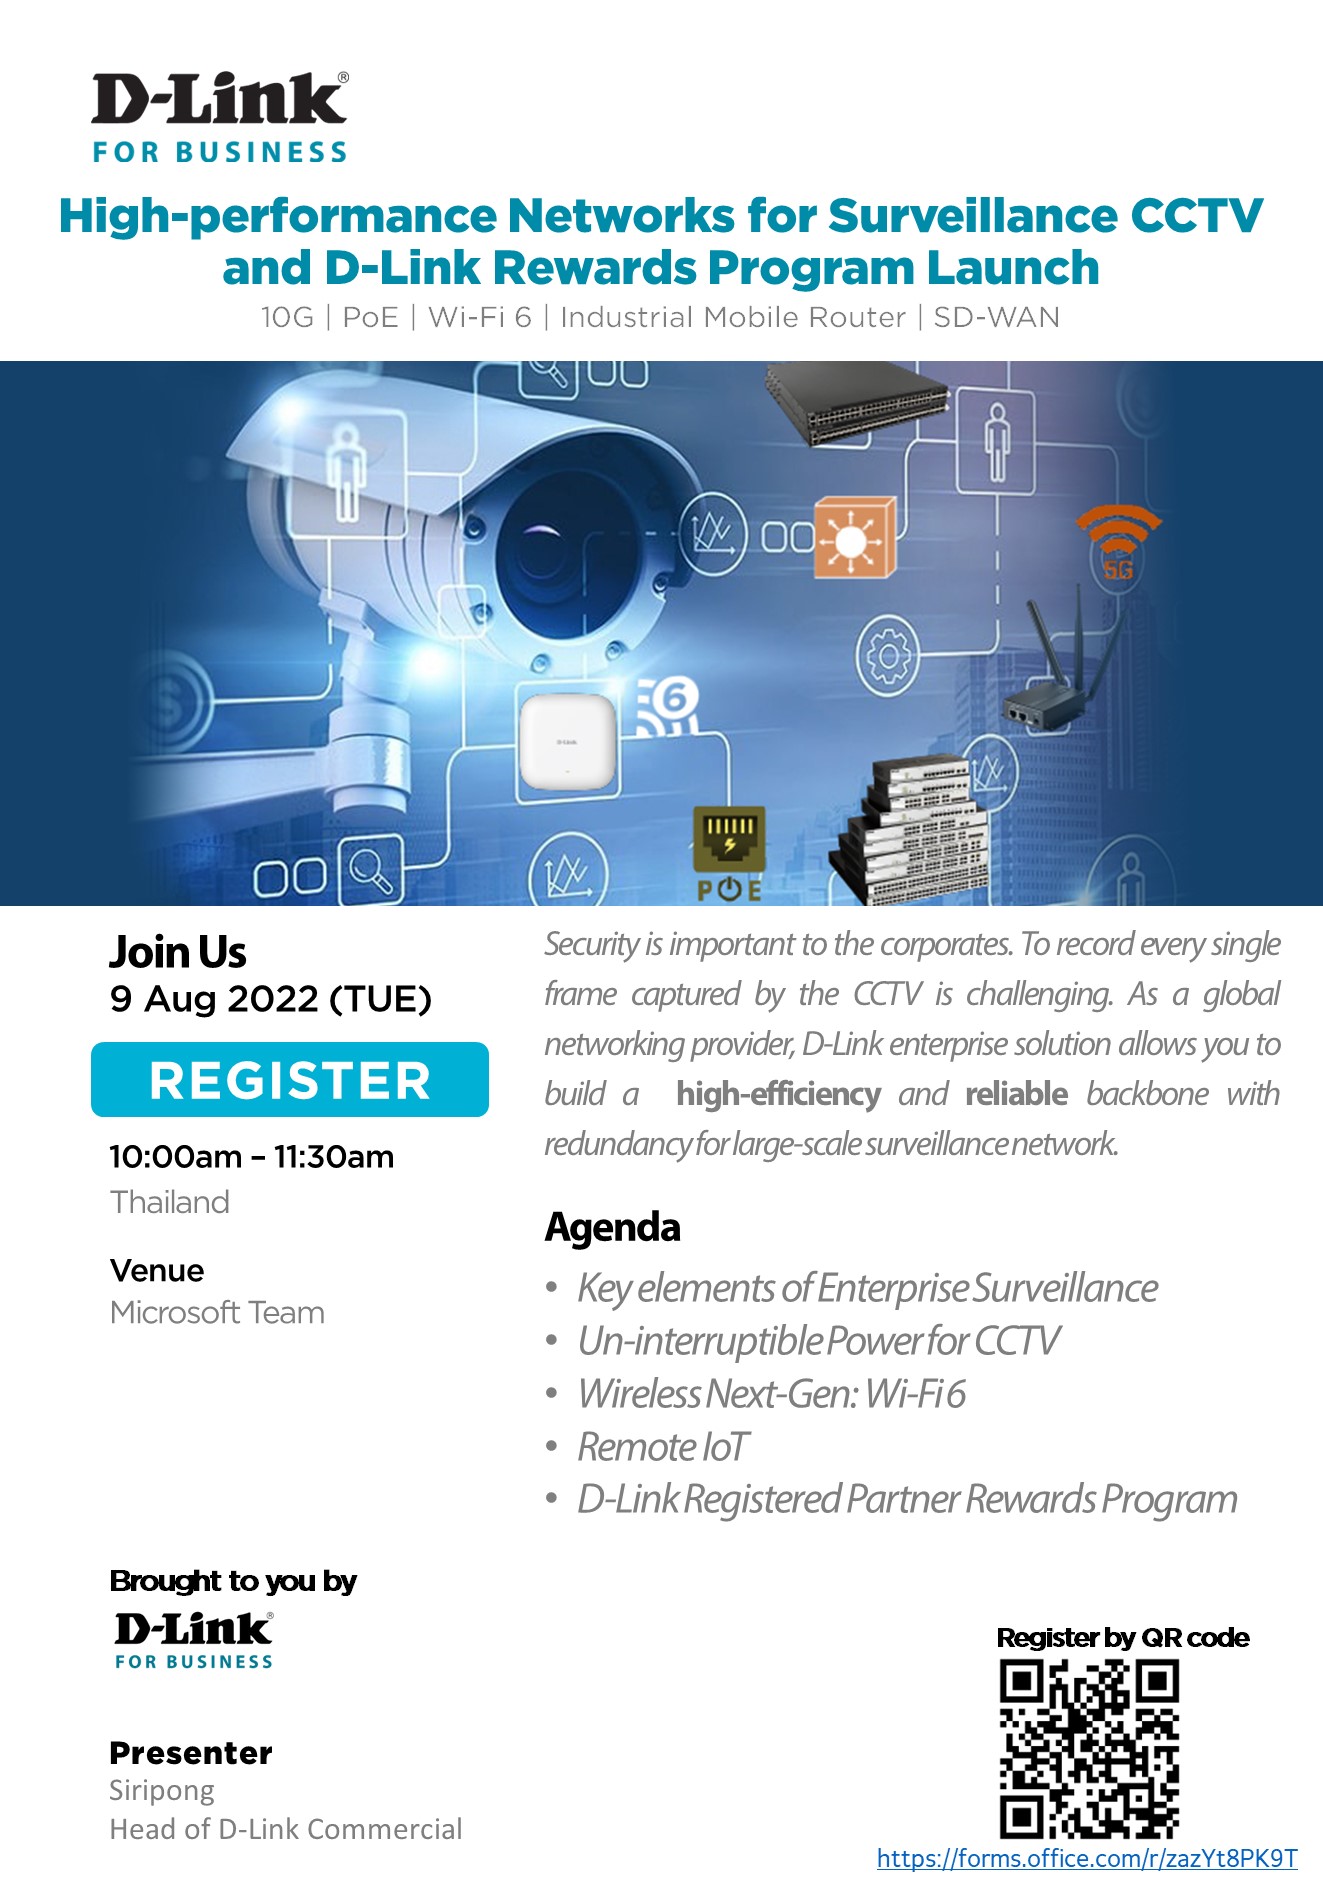 D-Link®
FOR BUSINESS
High-performance Networks for Surveillance CCTV
and D-Link Rewards Program Launch
10G | PoE | Wi-Fi 6 | Industrial Mobile Router | SD-WAN
5G
6
D-Link
POE
Join Us
9 Aug 2022 (TUE)
REGISTER
10:00am – 11:30am
Thailand
Venue
Microsoft Team
Security is important to the corporates. To record every single
frame captured by the CCTV is challenging. As a global
networking provider, D-Link enterprise solution allows you to
build a high-efficiency and reliable backbone with
redundancy for large-scale surveillance network.
Agenda
• Key elements of Enterprise Surveillance
• Un-interruptible Power for CCTV
• Wireless Next-Gen: Wi-Fi 6
• Remote IoT
• D-Link Registered Partner Rewards Program
Brought to you by
D-Link®
FOR BUSINESS
Presenter
Siripong
Head of D-Link Commercial
Register by QR code
https://forms.office.com/r/zazYt8PK9T